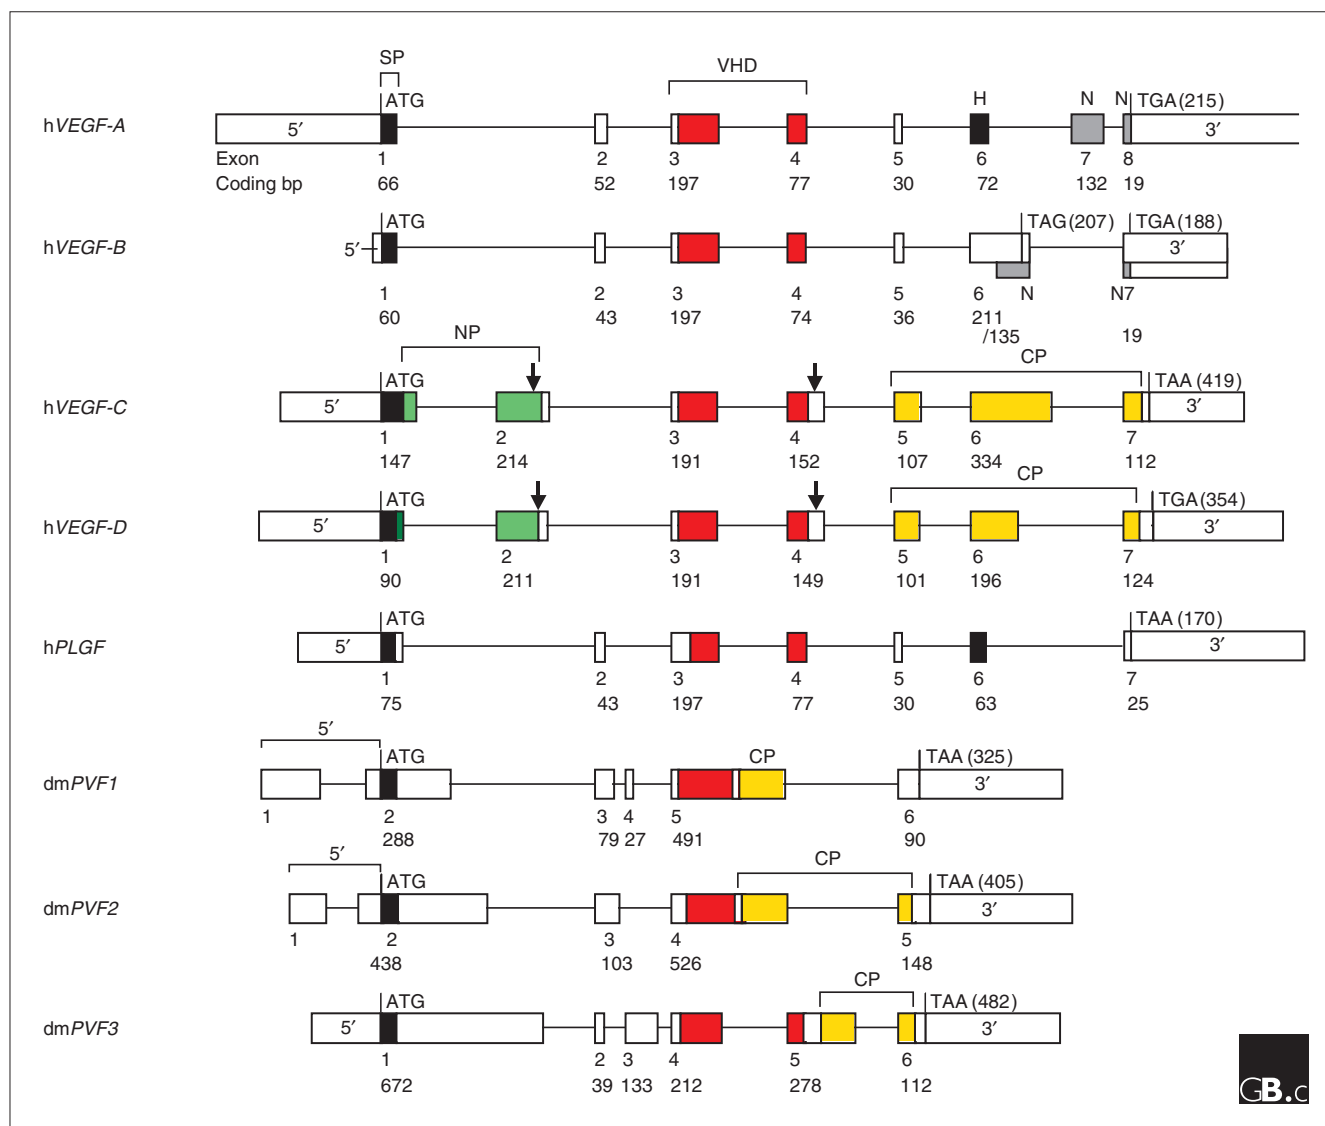 SP
VHD
ATG H N N TGA (215)
hVEGF-A 5′ 3′
Exon 1 2 3 4 5 6 7 8
Coding bp 66 52 197 77 30 72 132 19
ATG TAG (207) TGA (188)
hVEGF-B 5′ 3′
1 2 3 4 5 6 N N7
60 43 197 74 36 211
/135 19
NP CP
ATG TAA (419)
hVEGF-C 5′ 3′
1 2 3 4 5 6 7
147 214 191 152 107 334 112
CP
ATG TGA (354)
hVEGF-D 5′ 3′
1 2 3 4 5 6 7
90 211 191 149 101 196 124
ATG TAA (170)
hPLGF 5′ 3′
1 2 3 4 5 6 7
75 43 197 77 30 63 25
5′
ATG CP TAA (325)
dmPVF1 3′
1 2 3 4 5 6
288 79 27 491 90
5′ CP
ATG TAA (405)
dmPVF2 3′
1 2 3 4 5
438 103 526 148
CP
ATG TAA (482)
dmPVF3 5′ 3′
1 2 3 4 5 6
672 39 133 212 278 112
GB.c